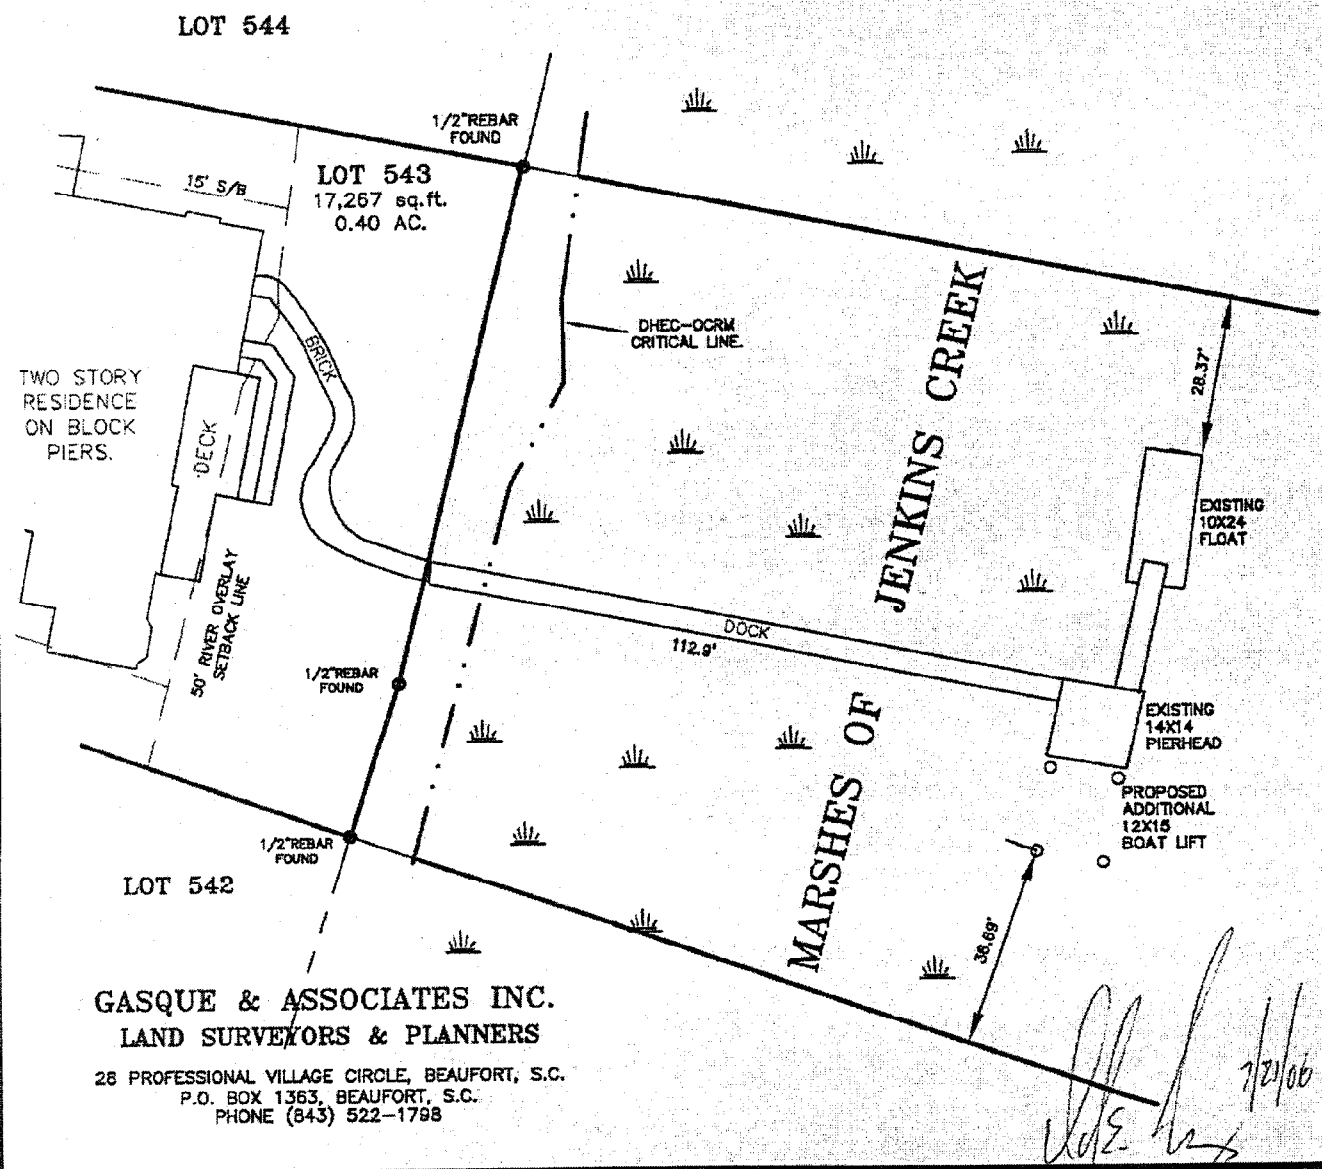 LOT 544
1/2"REBAR
FOUND
15' S/B
LOT 543
17,267 sq.ft.
0.40 AC.
BRICK
DHEC-OCRM
CRITICAL LINE.
JENKINS CREEK
28.37'
TWO STORY
RESIDENCE
ON BLOCK
PIERS.
DECK
EXISTING
10X24
FLOAT
50' RIVER OVERLAY
SETBACK LINE
DOCK
112.9'
1/2"REBAR
FOUND
EXISTING
14X14
PIERHEAD
MARSHES OF
PROPOSED
ADDITIONAL
12X15
BOAT LIFT
1/2"REBAR
FOUND
LOT 542
36.69'
GASQUE & ASSOCIATES INC.
LAND SURVEYORS & PLANNERS
28 PROFESSIONAL VILLAGE CIRCLE, BEAUFORT, S.C.
P.O. BOX 1363, BEAUFORT, S.C.
PHONE (843) 522-1798
7/21/06